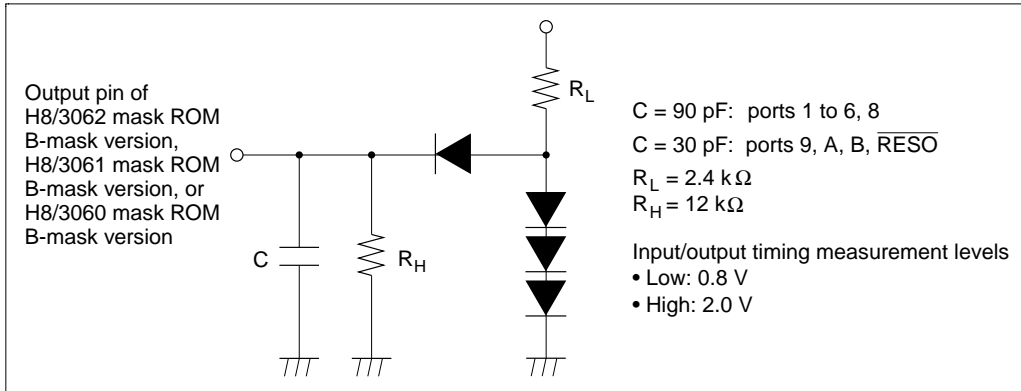 Output pin of
H8/3062 mask ROM
B-mask version,
H8/3061 mask ROM
B-mask version, or
H8/3060 mask ROM
B-mask version
C
R_H
R_L
C = 90 pF: ports 1 to 6, 8
C = 30 pF: ports 9, A, B, R̅E̅S̅O̅
R_L = 2.4 kΩ
R_H = 12 kΩ
Input/output timing measurement levels
• Low: 0.8 V
• High: 2.0 V